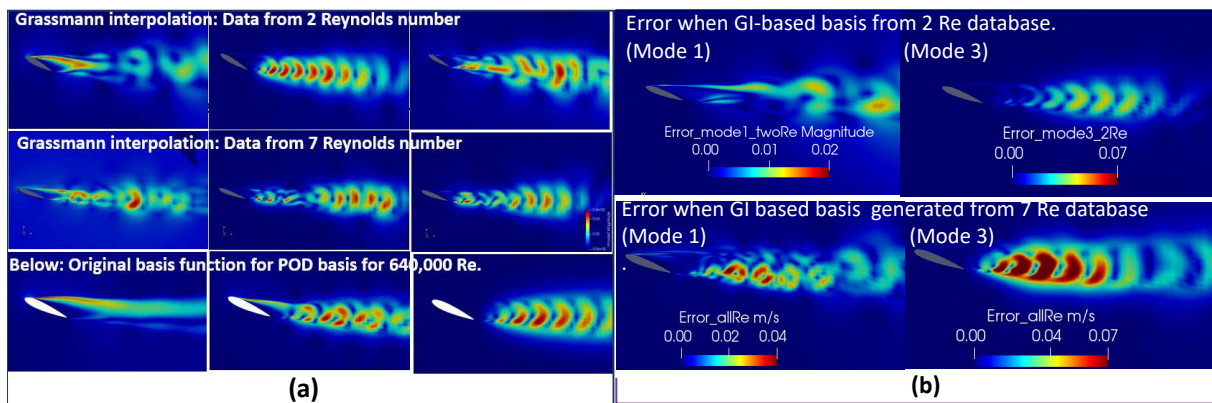 Grassmann interpolation: Data from 2 Reynolds number
Grassmann interpolation: Data from 7 Reynolds number
Below: Original basis function for POD basis for 640,000 Re.
(a)
Error when GI-based basis from 2 Re database.
(Mode 1)
(Mode 3)
Error_mode1_twoRe Magnitude
0.00 0.01 0.02
Error_mode3_2Re
0.00 0.07
Error when GI based basis generated from 7 Re database
(Mode 1)
(Mode 3)
Error_allRe m/s
0.00 0.02 0.04
Error_allRe m/s
0.00 0.04 0.07
(b)